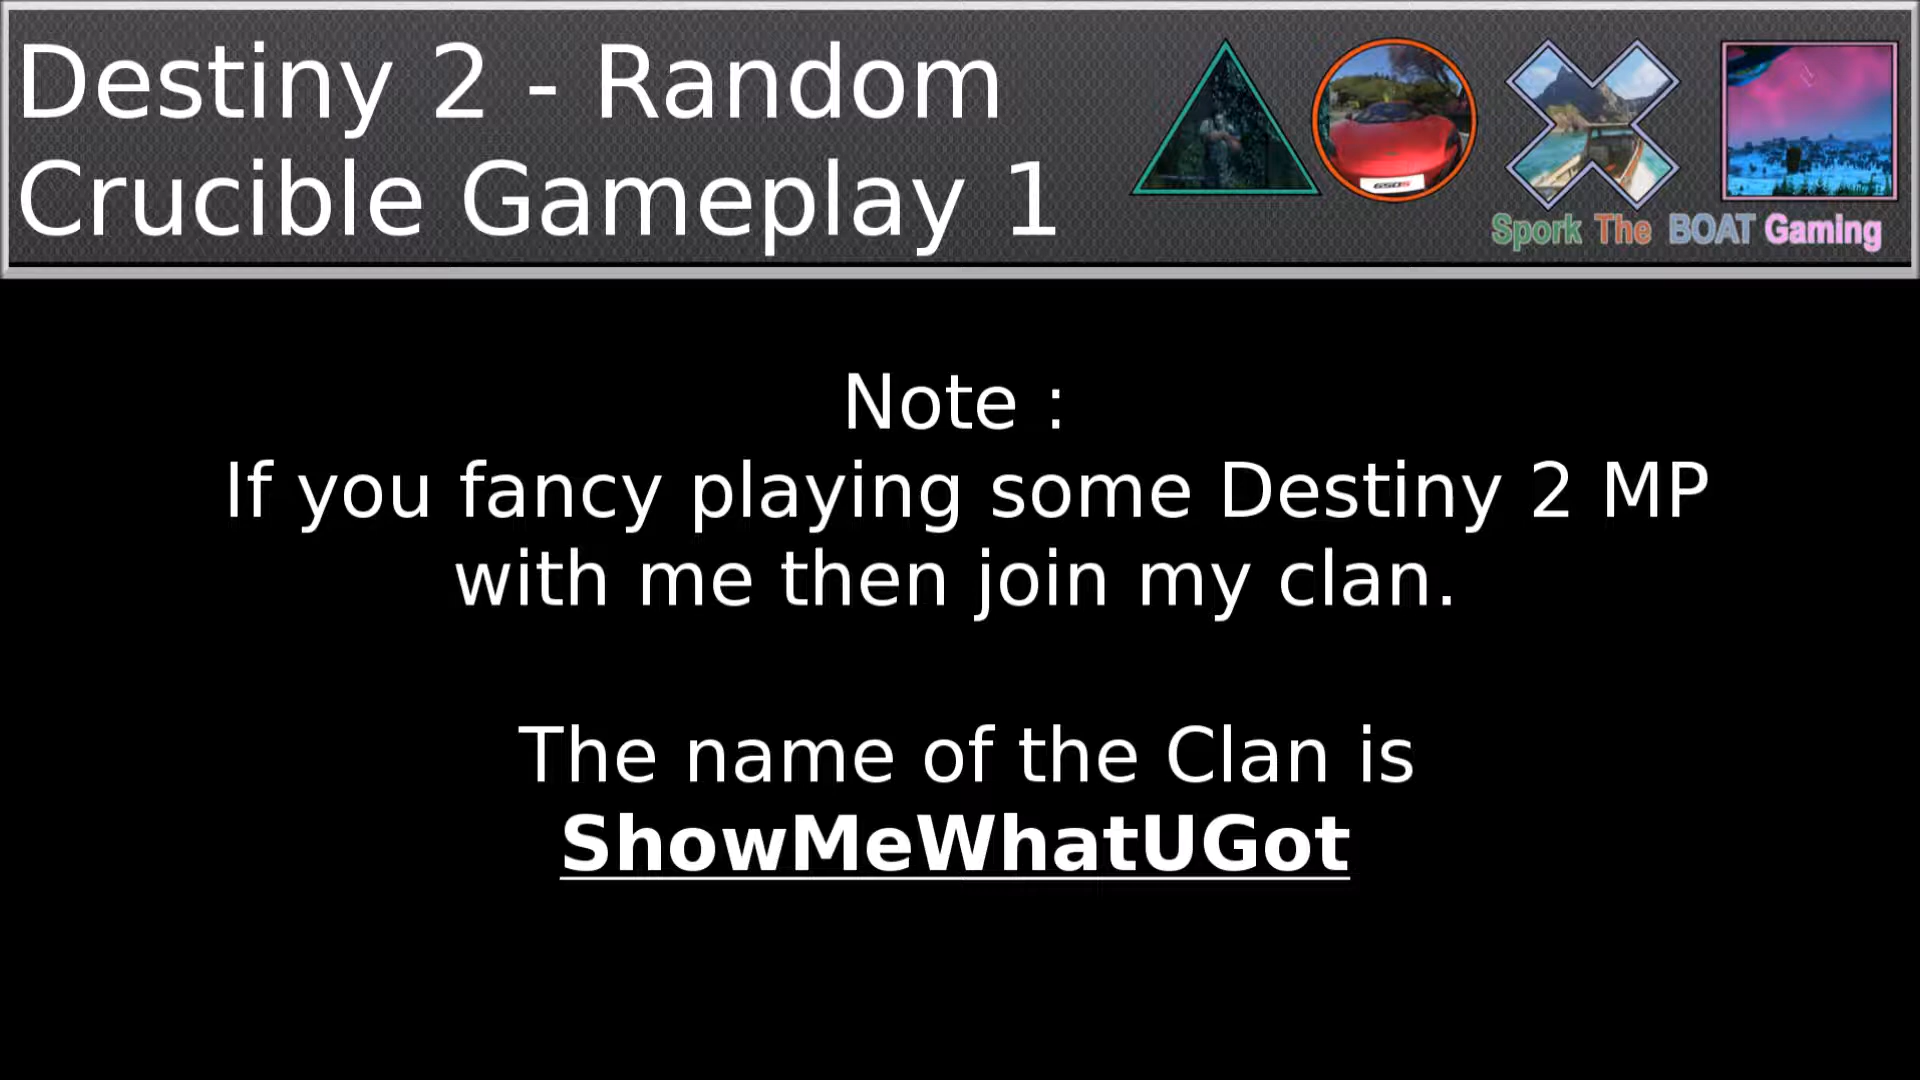 Destiny 2 - Random
Crucible Gameplay 1
Spork The BOAT Gaming
Note :
If you fancy playing some Destiny 2 MP
with me then join my clan.
The name of the Clan is
ShowMeWhatUGot